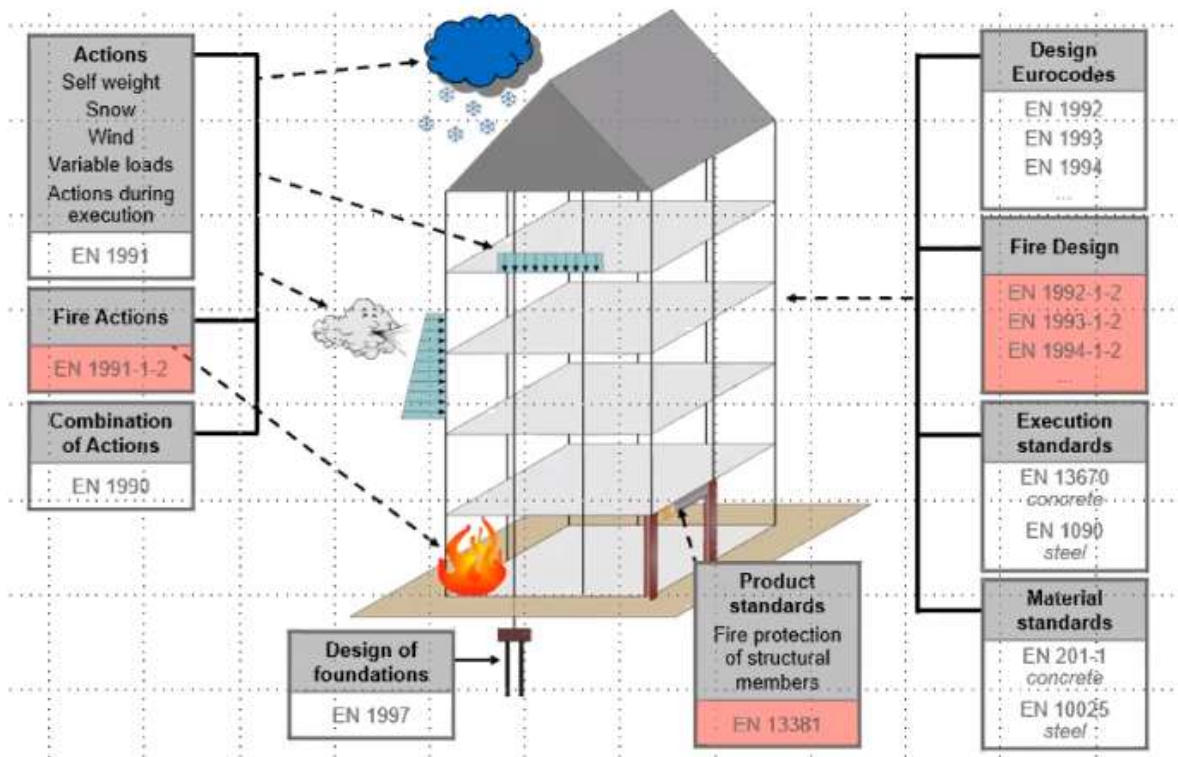 Actions
Self weight
Snow
Wind
Variable loads
Actions during
execution
EN 1991
Fire Actions
EN 1991-1-2
Combination
of Actions
EN 1990
Design of
foundations
EN 1997
Product
standards
Fire protection
of structural
members
EN 13381
Design
Eurocodes
EN 1992
EN 1993
EN 1994
...
Fire Design
EN 1992-1-2
EN 1993-1-2
EN 1994-1-2
...
Execution
standards
EN 13670
concrete
EN 1090
steel
Material
standards
EN 201-1
concrete
EN 10025
steel